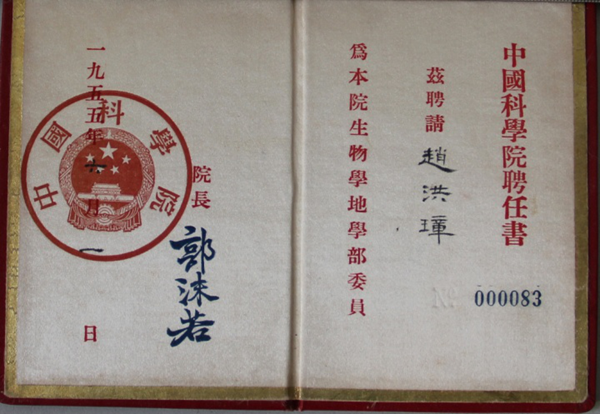 中國科學院聘任書
茲聘請 趙洪璋
爲本院生物學地學部委員
№ 000083
院長 郭沫若
一九五五年六月一日
中國科學院